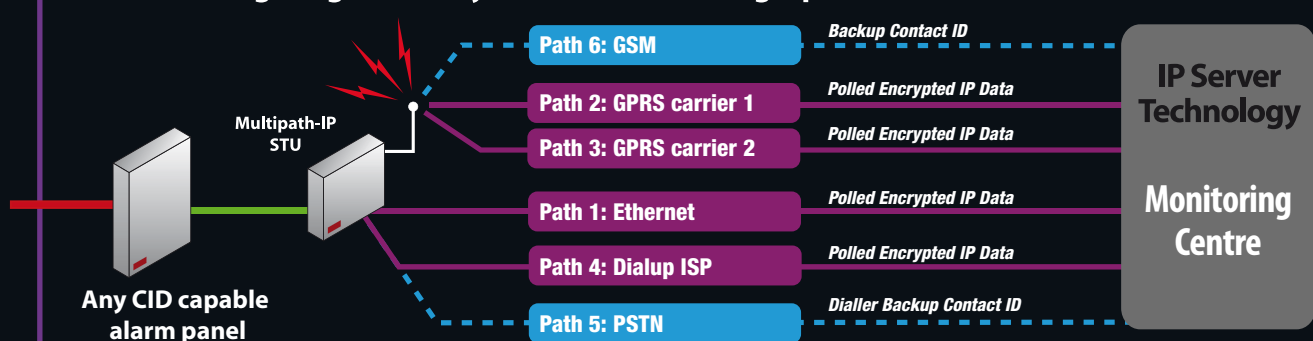 Path 6: GSM
Backup Contact ID
Path 2: GPRS carrier 1
Polled Encrypted IP Data
Path 3: GPRS carrier 2
Polled Encrypted IP Data
Path 1: Ethernet
Polled Encrypted IP Data
Path 4: Dialup ISP
Polled Encrypted IP Data
Path 5: PSTN
Dialler Backup Contact ID
Multipath-IP
STU
Any CID capable
alarm panel
IP Server
Technology
Monitoring
Centre